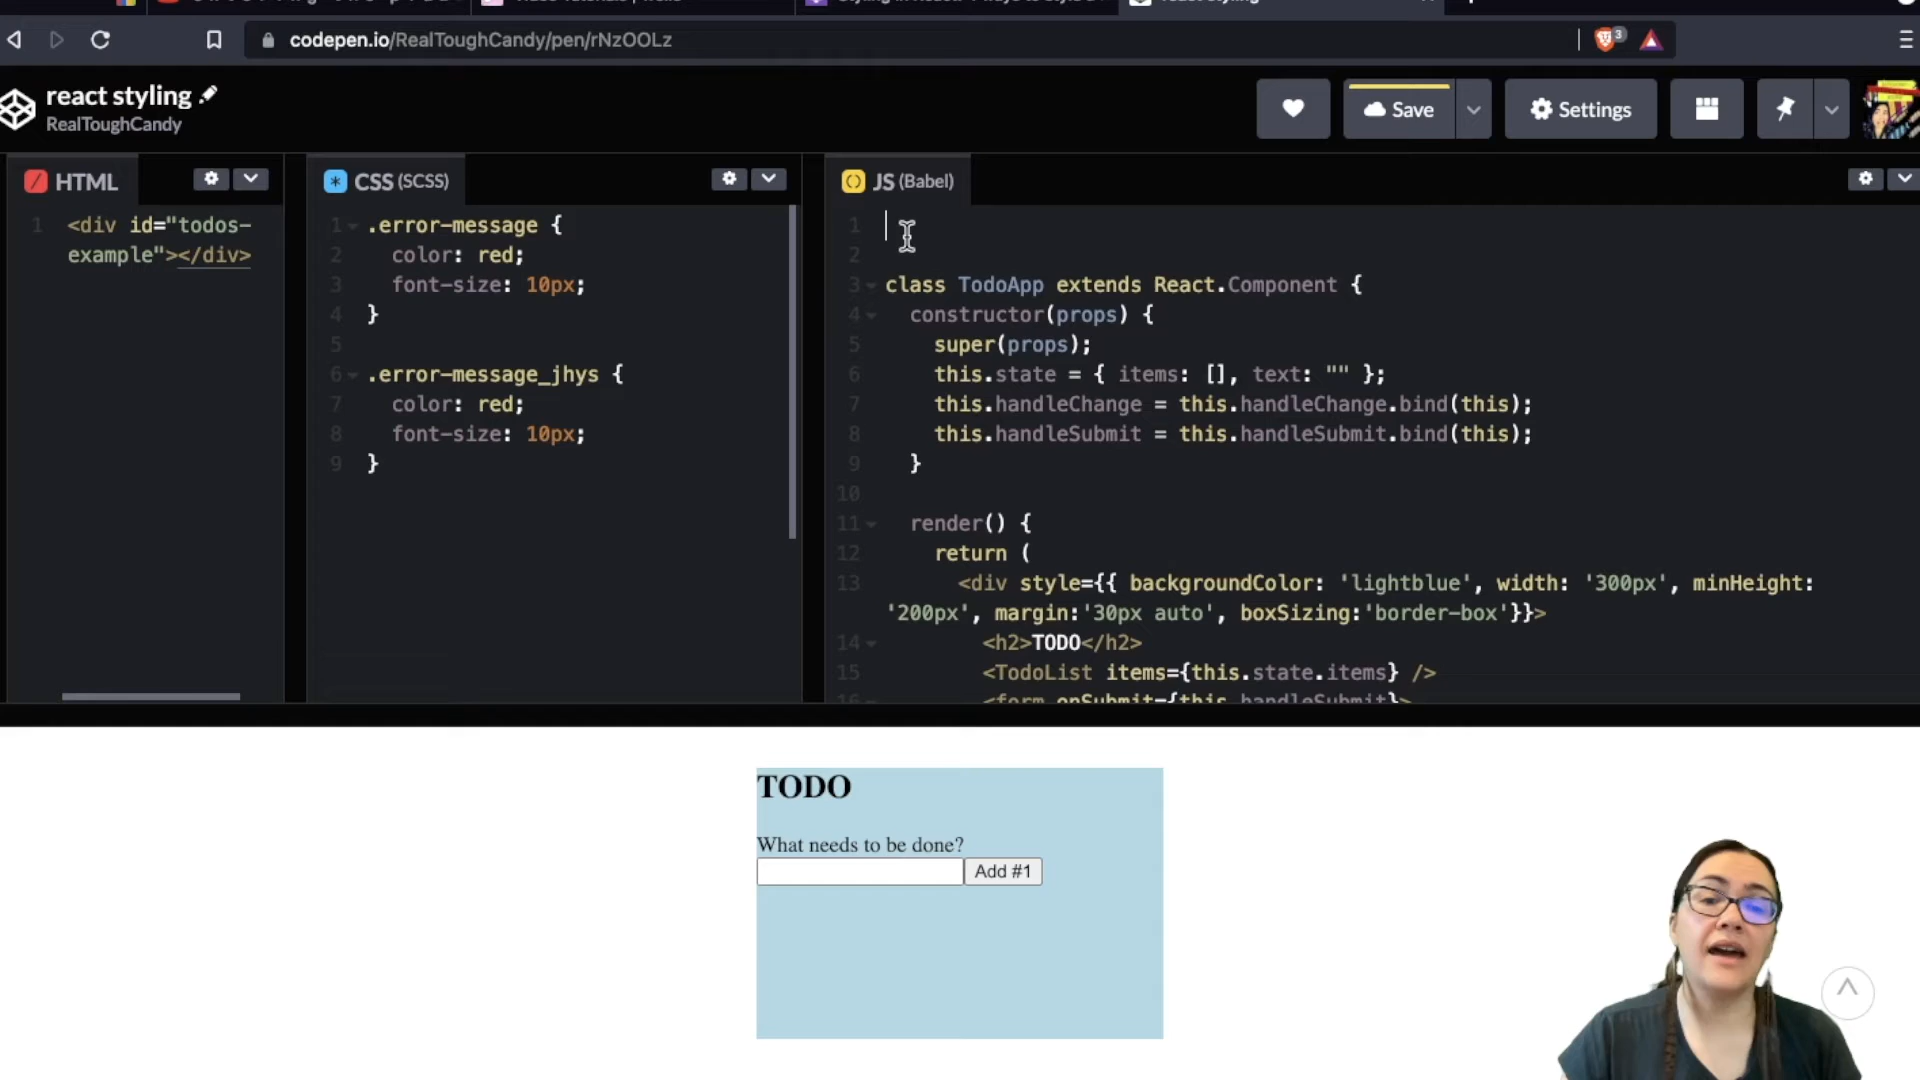 codepen.io/RealToughCandy/pen/rNzOOLz
3
react styling
RealToughCandy
Save
Settings
HTML
1 <div id="todos-
example"></div>
CSS (SCSS)
1 .error-message {
2 color: red;
3 font-size: 10px;
4 }
5
6 .error-message_jhys {
7 color: red;
8 font-size: 10px;
9 }
JS (Babel)
1
2
3 class TodoApp extends React.Component {
4 constructor(props) {
5 super(props);
6 this.state = { items: [], text: "" };
7 this.handleChange = this.handleChange.bind(this);
8 this.handleSubmit = this.handleSubmit.bind(this);
9 }
10
11 render() {
12 return (
13 <div style={{ backgroundColor: 'lightblue', width: '300px', minHeight:
'200px', margin:'30px auto', boxSizing:'border-box'}}>
14 <h2>TODO</h2>
15 <TodoList items={this.state.items} />
16 <form onSubmit={this.handleSubmit}>
TODO
What needs to be done?
Add #1